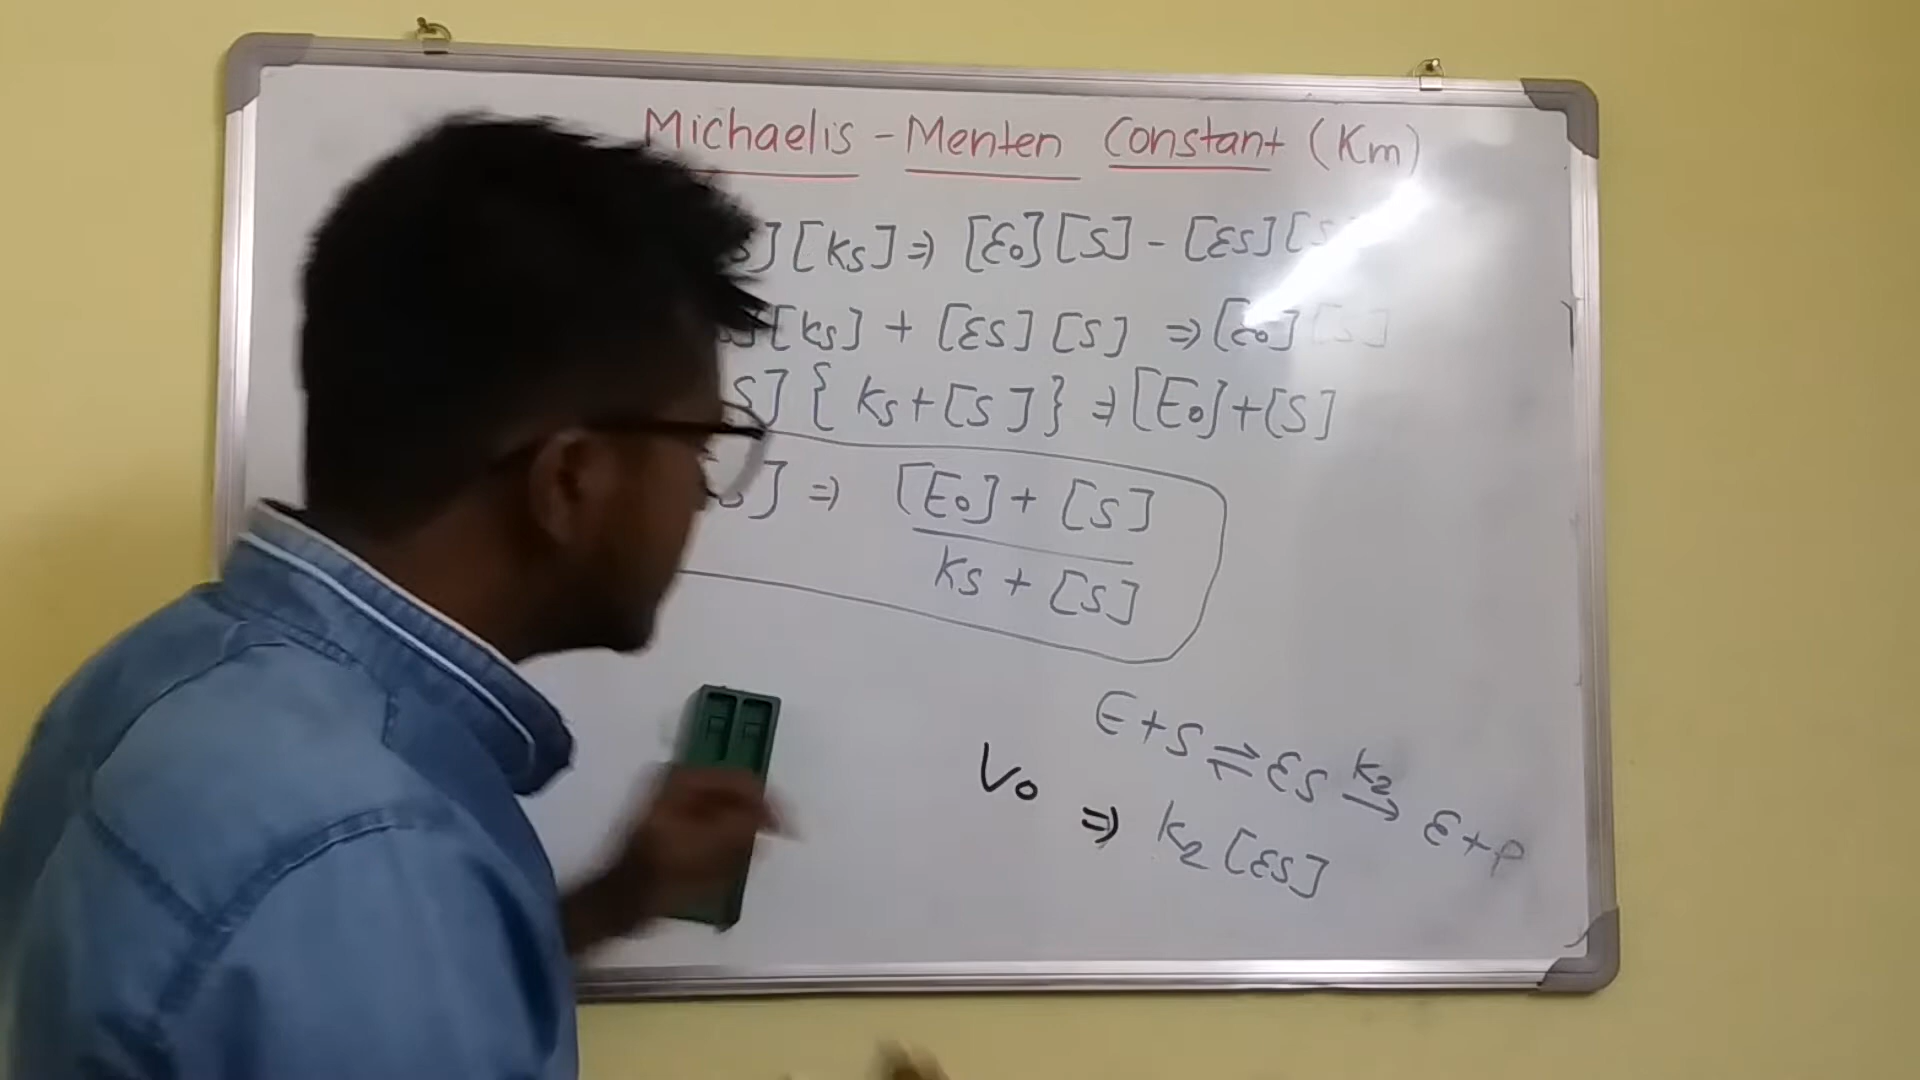 Michaelis - Menten Constant (Km)
S] [Ks] ⇒ [E₀] [S] - [ES] [S
[Ks] + [ES] [S] ⇒ [E₀] [S]
S] { Ks + [S] } ⇒ [E₀] + [S]
S] ⇒ [E₀] + [S]
Ks + [S]
E + S ⇌ ES →k₂ E + P
V₀ ⇒ k₂ [ES]